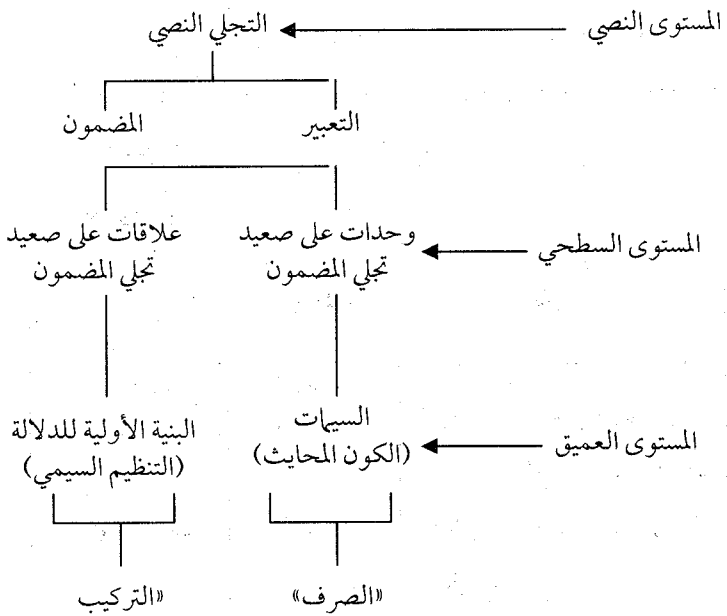 المستوى النصي
التجلي النصي
التعبير
المضمون
المستوى السطحي
وحدات على صعيد
تجلي المضمون
علاقات على صعيد
تجلي المضمون
المستوى العميق
السيمات
(الكون المحايث)
البنية الأولية للدلالة
(التنظيم السيمي)
«الصرف»
«التركيب